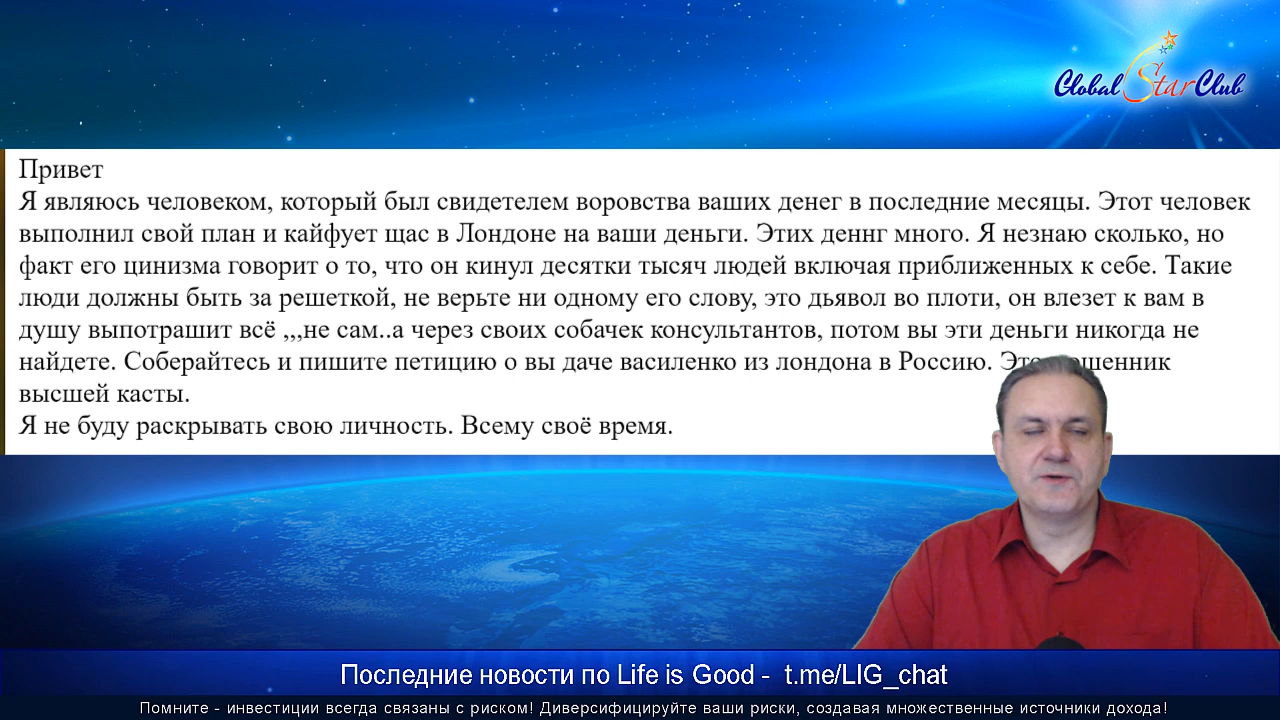 Global Star Club
Привет
Я являюсь человеком, который был свидетелем воровства ваших денег в последние месяцы. Этот человек
выполнил свой план и кайфует щас в Лондоне на ваши деньги. Этих деннг много. Я незнаю сколько, но
факт его цинизма говорит о то, что он кинул десятки тысяч людей включая приближенных к себе. Такие
люди должны быть за решеткой, не верьте ни одному его слову, это дьявол во плоти, он влезет к вам в
душу выпотрашит всё ,,,не сам..а через своих собачек консультантов, потом вы эти деньги никогда не
найдете. Соберайтесь и пишите петицию о вы даче василенко из лондона в Россию.
высшей касты.
Я не буду раскрывать свою личность. Всему своё время.
Последние новости по Life is Good - t.me/LIG_chat
Помните - инвестиции всегда связаны с риском! Диверсифицируйте ваши риски, создавая множественные источники дохода!